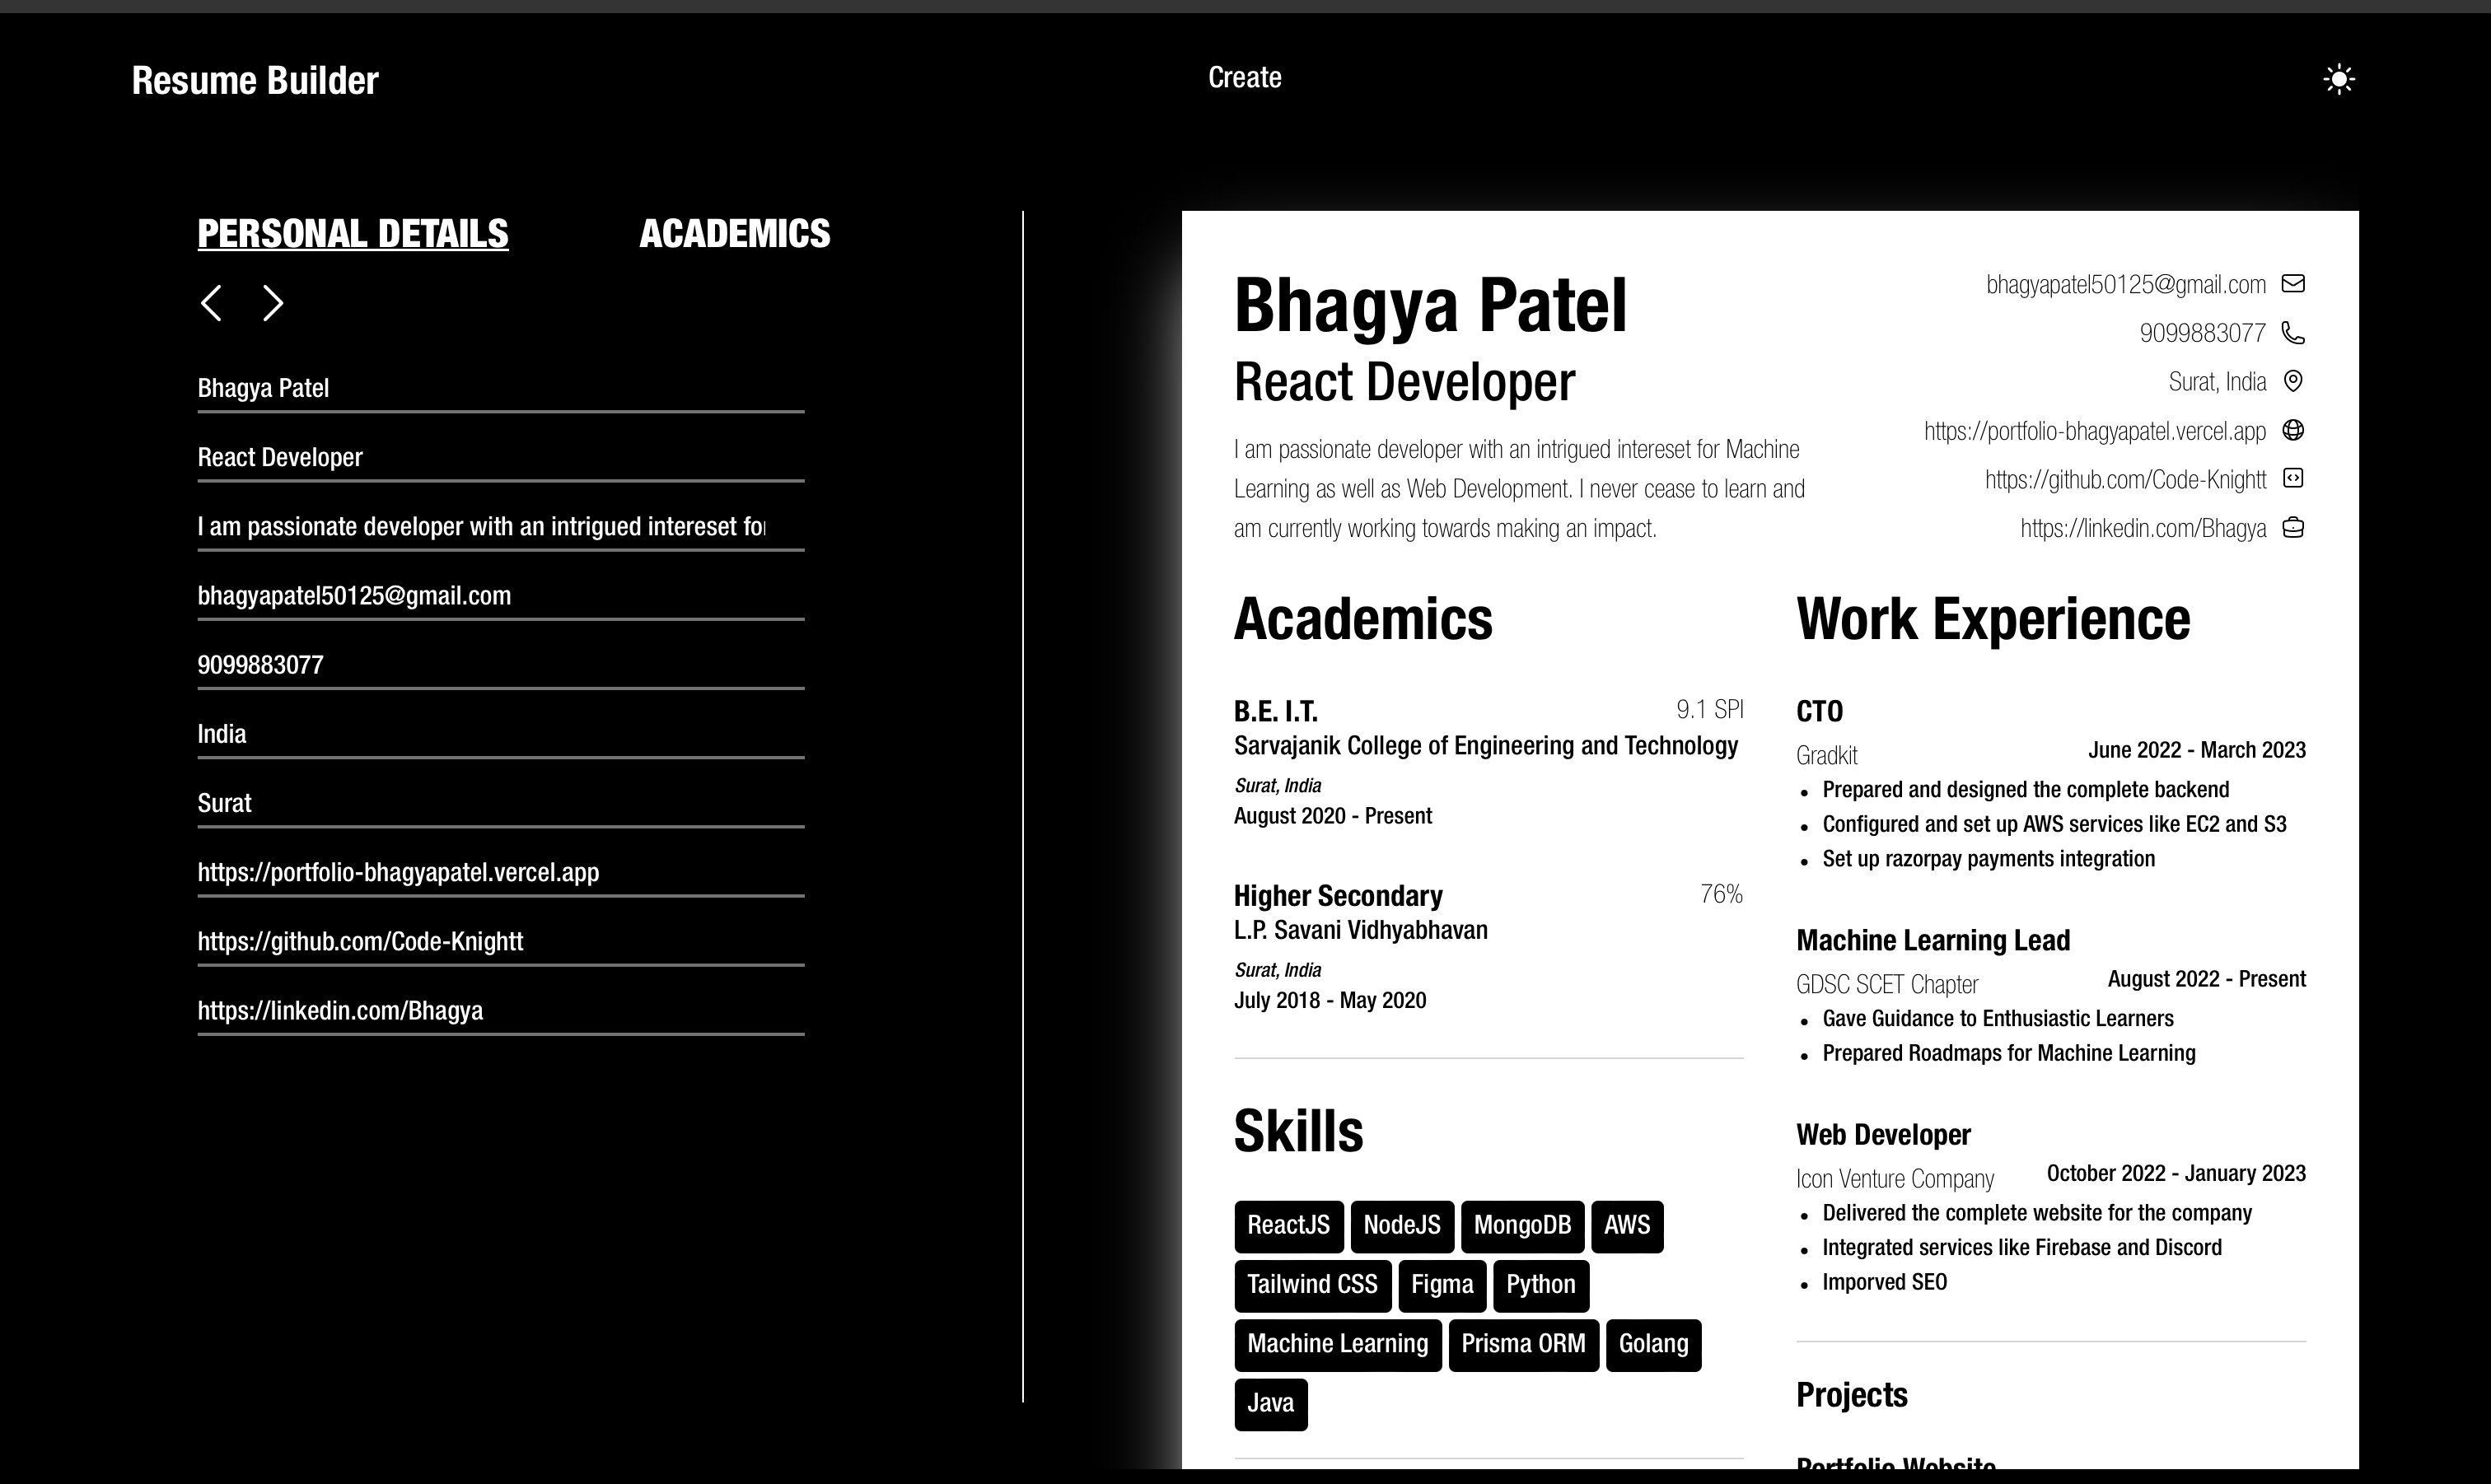 Resume Builder
Create
PERSONAL DETAILS
ACADEMICS
Bhagya Patel
React Developer
I am passionate developer with an intrigued intereset for
bhagyapatel50125@gmail.com
9099883077
India
Surat
https://portfolio-bhagyapatel.vercel.app
https://github.com/Code-Knightt
https://linkedin.com/Bhagya
Bhagya Patel
React Developer
I am passionate developer with an intrigued intereset for Machine
Learning as well as Web Development. I never cease to learn and
am currently working towards making an impact.
bhagyapatel50125@gmail.com
9099883077
Surat, India
https://portfolio-bhagyapatel.vercel.app
https://github.com/Code-Knightt
https://linkedin.com/Bhagya
Academics
B.E. I.T.
9.1 SPI
Sarvajanik College of Engineering and Technology
Surat, India
August 2020 - Present
Higher Secondary
76%
L.P. Savani Vidhyabhavan
Surat, India
July 2018 - May 2020
Skills
ReactJS
NodeJS
MongoDB
AWS
Tailwind CSS
Figma
Python
Machine Learning
Prisma ORM
Golang
Java
Work Experience
CTO
Gradkit
June 2022 - March 2023
Prepared and designed the complete backend
Configured and set up AWS services like EC2 and S3
Set up razorpay payments integration
Machine Learning Lead
GDSC SCET Chapter
August 2022 - Present
Gave Guidance to Enthusiastic Learners
Prepared Roadmaps for Machine Learning
Web Developer
Icon Venture Company
October 2022 - January 2023
Delivered the complete website for the company
Integrated services like Firebase and Discord
Imporved SEO
Projects
Portfolio Website